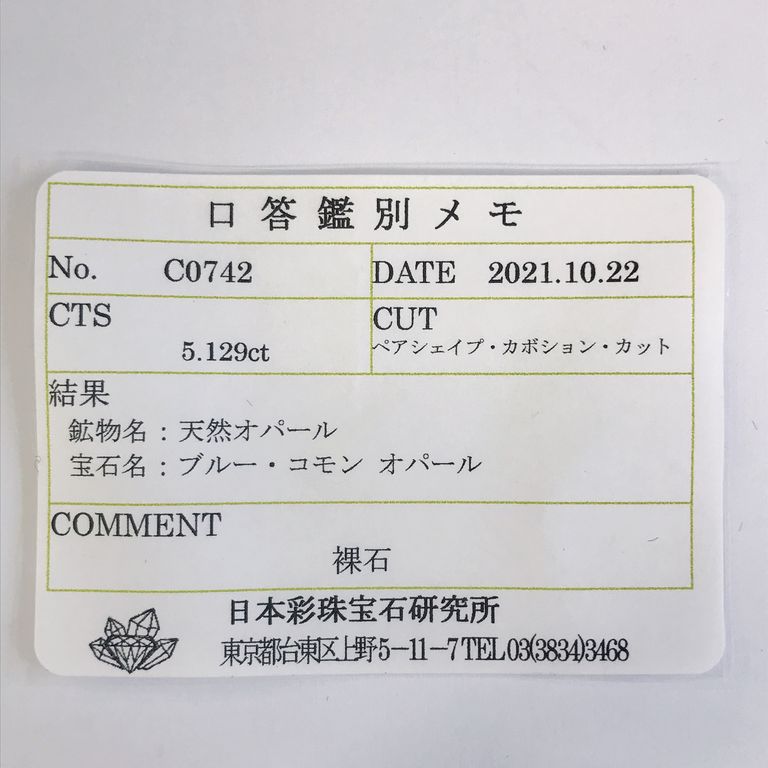 口答鑑別メモ
No. C0742 DATE 2021.10.22
CTS CUT
5.129ct ペアシェイプ・カボション・カット
結果
鉱物名：天然オパール
宝石名：ブルー・コモン オパール
COMMENT
裸石
日本彩珠宝石研究所
東京都台東区上野5－11－7 TEL 03(3834)3468